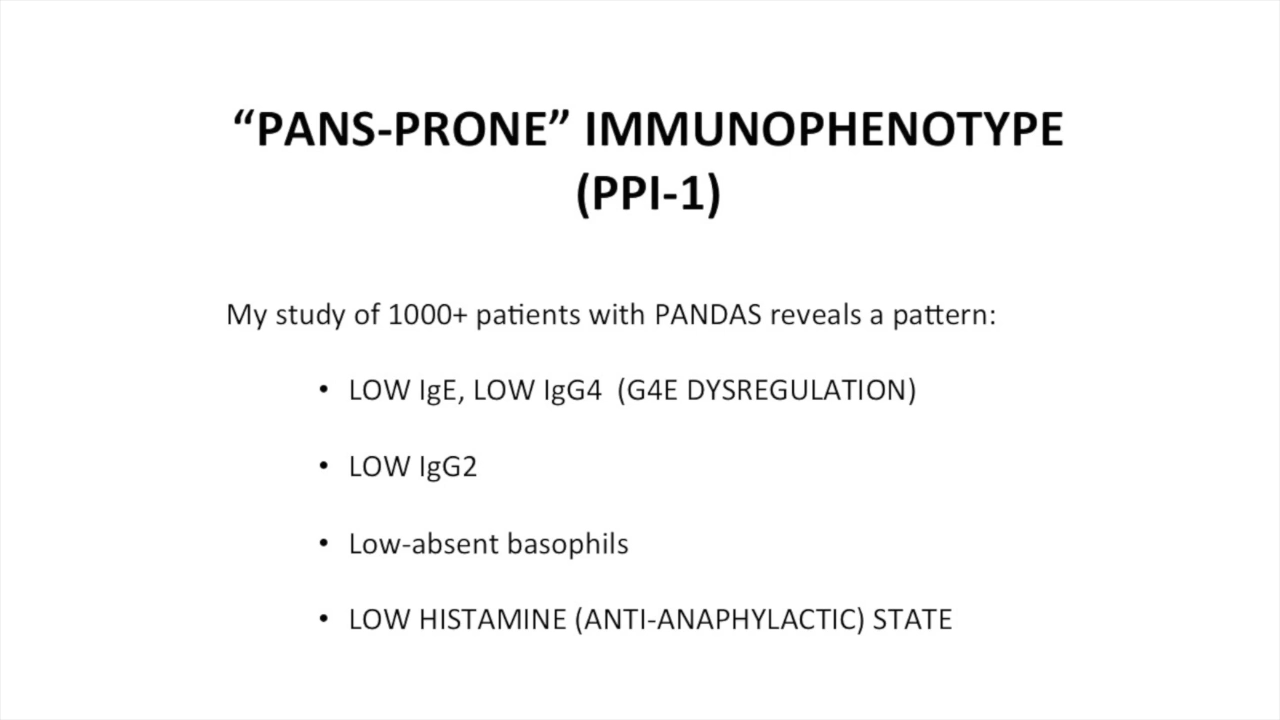 “PANS-PRONE” IMMUNOPHENOTYPE
(PPI-1)
My study of 1000+ patients with PANDAS reveals a pattern:
• LOW IgE, LOW IgG4 (G4E DYSREGULATION)
• LOW IgG2
• Low-absent basophils
• LOW HISTAMINE (ANTI-ANAPHYLACTIC) STATE